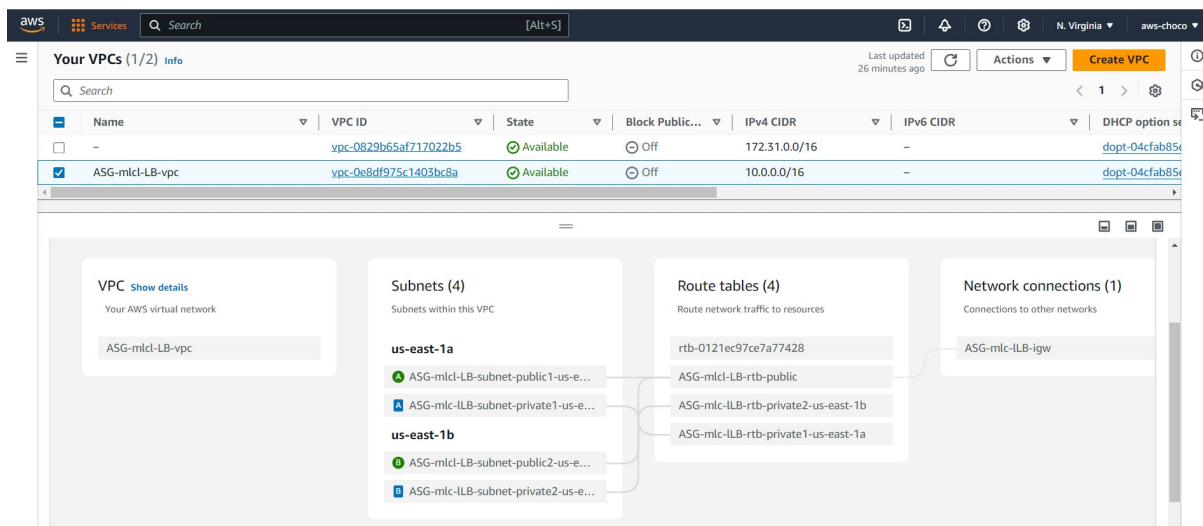 aws Services Search [Alt+S] N. Virginia ▼ aws-choco ▼
Your VPCs (1/2) Info Last updated 26 minutes ago Actions ▼ Create VPC
Search < 1 >
Name VPC ID State Block Public... IPv4 CIDR IPv6 CIDR DHCP option se
– vpc-0829b65af717022b5 Available Off 172.31.0.0/16 – dopt-04cfab85e
ASG-mlcl-LB-vpc vpc-0e8df975c1403bc8a Available Off 10.0.0.0/16 – dopt-04cfab85e
VPC Show details
Your AWS virtual network
ASG-mlcl-LB-vpc
Subnets (4)
Subnets within this VPC
us-east-1a
A ASG-mlcl-LB-subnet-public1-us-e...
A ASG-mlc-lLB-subnet-private1-us-e...
us-east-1b
B ASG-mlcl-LB-subnet-public2-us-e...
B ASG-mlc-lLB-subnet-private2-us-e...
Route tables (4)
Route network traffic to resources
rtb-0121ec97ce7a77428
ASG-mlcl-LB-rtb-public
ASG-mlc-lLB-rtb-private2-us-east-1b
ASG-mlc-lLB-rtb-private1-us-east-1a
Network connections (1)
Connections to other networks
ASG-mlc-lLB-igw